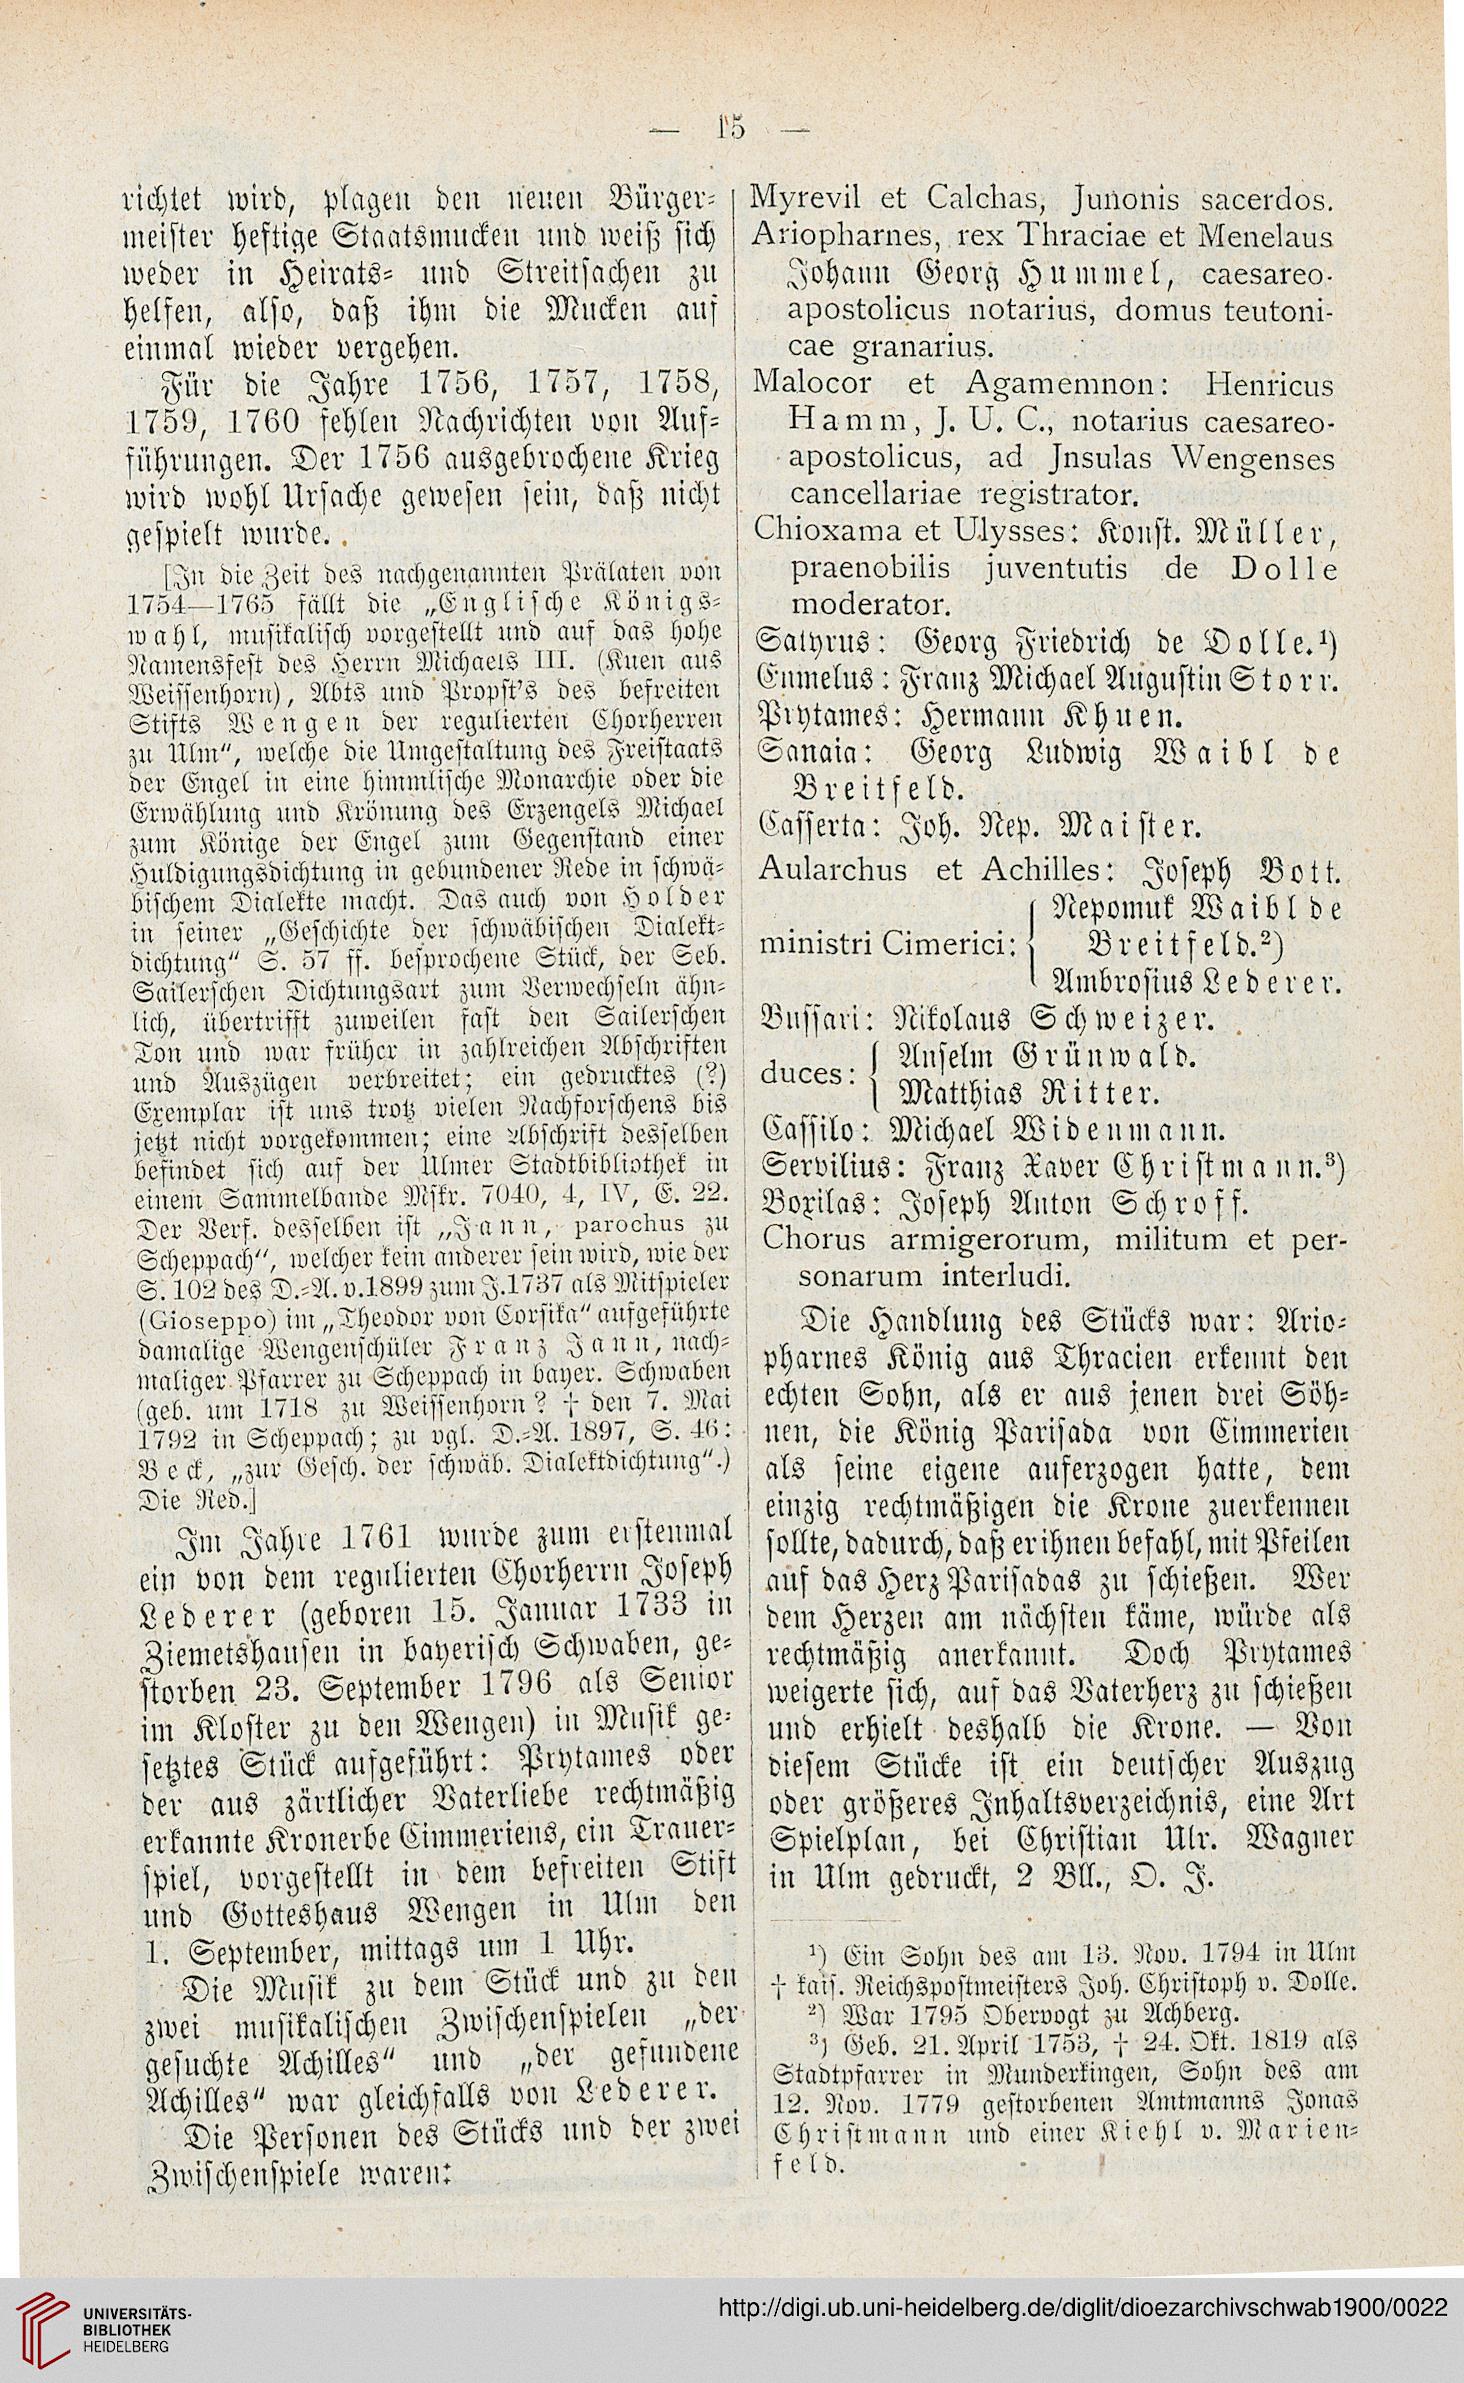 — 15 —
richtet wird, plagen den neuen Bürger-
meister heftige Staatsmucken und weiß sich
weder in Heirats- und Streitsachen zu
helfen, also, daß ihm die Mucken auf
einmal wieder vergehen.
Für die Jahre 1756, 1757, 1758,
1759, 1760 fehlen Nachrichten von Auf-
führungen. Der 1756 ausgebrochene Krieg
wird wohl Ursache gewesen sein, daß nicht
gespielt wurde.
[In die Zeit des nachgenannten Prälaten von
1754—1765 fällt die „Englische Königs-
wahl, musikalisch vorgestellt und auf das hohe
Namensfest des Herrn Michaels III. (Kuen aus
Weissenhorn), Abts und Propst's des befreiten
Stifts Wengen der regulierten Chorherren
zu Ulm“, welche die Umgestaltung des Freistaats
der Engel in eine himmlische Monarchie oder die
Erwählung und Krönung des Erzengels Michael
zum Könige der Engel zum Gegenstand einer
Huldigungsdichtung in gebundener Rede in schwä-
bischem Dialekte macht. Das auch von Holder
in seiner „Geschichte der schwäbischen Dialekt-
dichtung“ S. 57 ff. besprochene Stück, der Seb.
Sailerschen Dichtungsart zum Verwechseln ähn-
lich, übertrifft zuweilen fast den Sailerschen
Ton und war früher in zahlreichen Abschriften
und Auszügen verbreitet; ein gedrucktes (?)
Exemplar ist uns trotz vielen Nachforschens bis
jetzt nicht vorgekommen; eine Abschrift desselben
befindet sich auf der Ulmer Stadtbibliothek in
einem Sammelbande Mskr. 7040, 4, IV, E. 22.
Der Verf. desselben ist „Jann, parochus zu
Scheppach“, welcher kein anderer sein wird, wie der
S. 102 des D.-A. v. 1899 zum J. 1737 als Mitspieler
(Gioseppo) im „Theodor von Corsika“ aufgeführte
damalige Wengenschüler Franz Jann, nach-
maliger Pfarrer zu Scheppach in bayer. Schwaben
(geb. um 1718 zu Weissenhorn? † den 7. Mai
1792 in Scheppach; zu vgl. D.-A. 1897, S. 46:
Beck, „zur Gesch. der schwäb. Dialektdichtung“.)
Die Red.]
Im Jahre 1761 wurde zum erstenmal
ein von dem regulierten Chorherrn Joseph
Lederer (geboren 15. Januar 1733 in
Ziemetshausen in bayerisch Schwaben, ge-
storben 23. September 1796 als Senior
im Kloster zu den Wengen) in Musik ge-
setztes Stück aufgeführt: Prytames oder
der aus zärtlicher Vaterliebe rechtmäßig
erkannte Kronerbe Cimmeriens, ein Trauer-
spiel, vorgestellt in dem befreiten Stift
und Gotteshaus Wengen in Ulm den
1. September, mittags um 1 Uhr.
Die Musik zu dem Stück und zu den
zwei musikalischen Zwischenspielen „der
gesuchte Achilles“ und „der gefundene
Achilles“ war gleichfalls von Lederer.
Die Personen des Stücks und der zwei
Zwischenspiele waren:
Myrevil et Calchas, Junonis sacerdos.
Ariopharnes, rex Thraciae et Menelaus
Johann Georg Hummel, caesareo-
apostolicus notarius, domus teutoni-
cae granarius.
Malocor et Agamemnon: Henricus
Hamm, J. U. C., notarius caesareo-
apostolicus, ad Jnsulas Wengenses
cancellariae registrator.
Chioxama et Ulysses: Konst. Müller,
praenobilis juventutis de Dolle
moderator.
Satyrus: Georg Friedrich de Dolle.¹)
Eumelus: Franz Michael Augustin Storr.
Prytames: Hermann Khuen.
Sanaia: Georg Ludwig Waibl de
Breitfeld.
Casserta: Joh. Nep. Maister.
Aularchus et Achilles: Joseph Bott.
ministri Cimerici: { Nepomuk Waibl de
Breitfeld.²)
Ambrosius Lederer.
Bussari: Nikolaus Schweizer.
duces: { Anselm Grünwald.
Matthias Ritter.
Cassilo: Michael Widenmann.
Servilius: Franz Xaver Christmann.³)
Boxilas: Joseph Anton Schroff.
Chorus armigerorum, militum et per-
sonarum interludi.
Die Handlung des Stücks war: Ario-
pharnes König aus Thracien erkennt den
echten Sohn, als er aus jenen drei Söh-
nen, die König Parisada von Cimmerien
als seine eigene auferzogen hatte, dem
einzig rechtmäßigen die Krone zuerkennen
sollte, dadurch, daß er ihnen befahl, mit Pfeilen
auf das Herz Parisadas zu schießen. Wer
dem Herzen am nächsten käme, würde als
rechtmäßig anerkannt. Doch Prytames
weigerte sich, auf das Vaterherz zu schießen
und erhielt deshalb die Krone. — Von
diesem Stücke ist ein deutscher Auszug
oder größeres Inhaltsverzeichnis, eine Art
Spielplan, bei Christian Ulr. Wagner
in Ulm gedruckt, 2 Bll., O. J.
¹) Ein Sohn des am 13. Nov. 1794 in Ulm
† kais. Reichspostmeisters Joh. Christoph v. Dolle.
²) War 1795 Obervogt zu Achberg.
³) Geb. 21. April 1753, † 24. Okt. 1819 als
Stadtpfarrer in Munderkingen, Sohn des am
12. Nov. 1779 gestorbenen Amtmanns Jonas
Christmann und einer Kiehl v. Marien-
feld.
UNIVERSITÄTS-
BIBLIOTHEK
HEIDELBERG
http://digi.ub.uni-heidelberg.de/diglit/dioezarchivschwab1900/0022